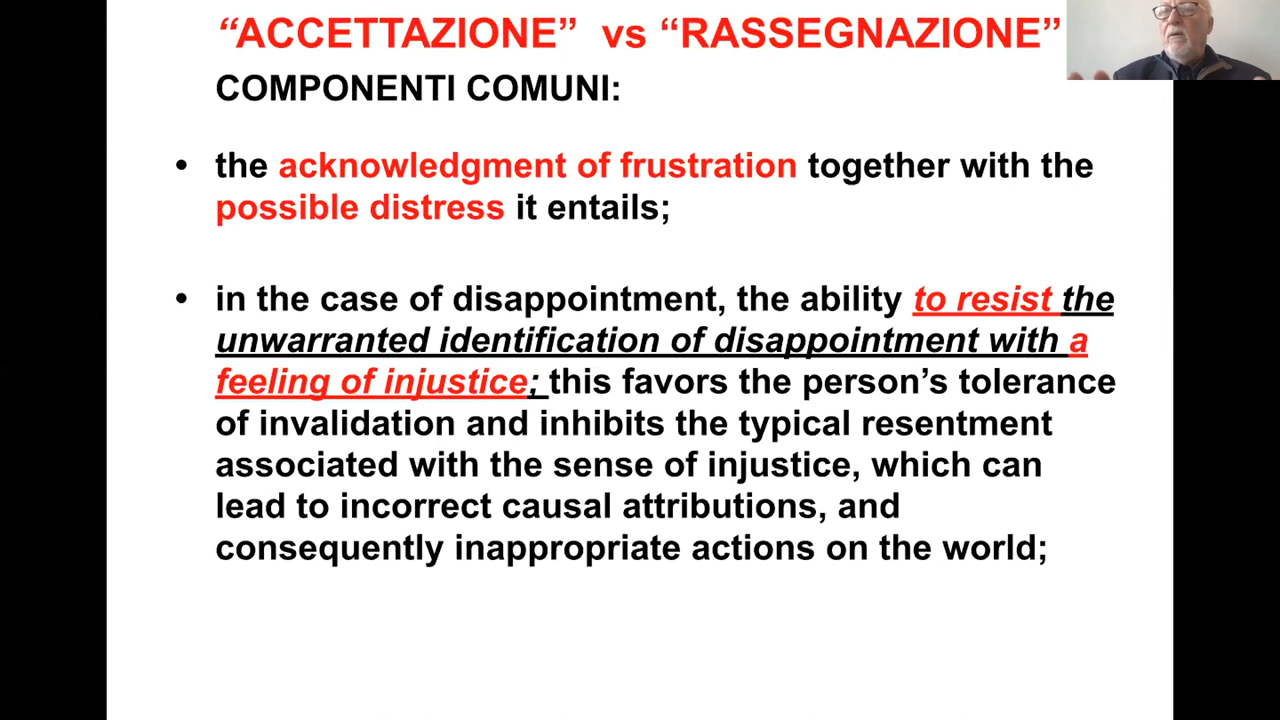 “ACCETTAZIONE” vs “RASSEGNAZIONE”
COMPONENTI COMUNI:
• the acknowledgment of frustration together with the
possible distress it entails;
• in the case of disappointment, the ability to resist the
unwarranted identification of disappointment with a
feeling of injustice; this favors the person’s tolerance
of invalidation and inhibits the typical resentment
associated with the sense of injustice, which can
lead to incorrect causal attributions, and
consequently inappropriate actions on the world;